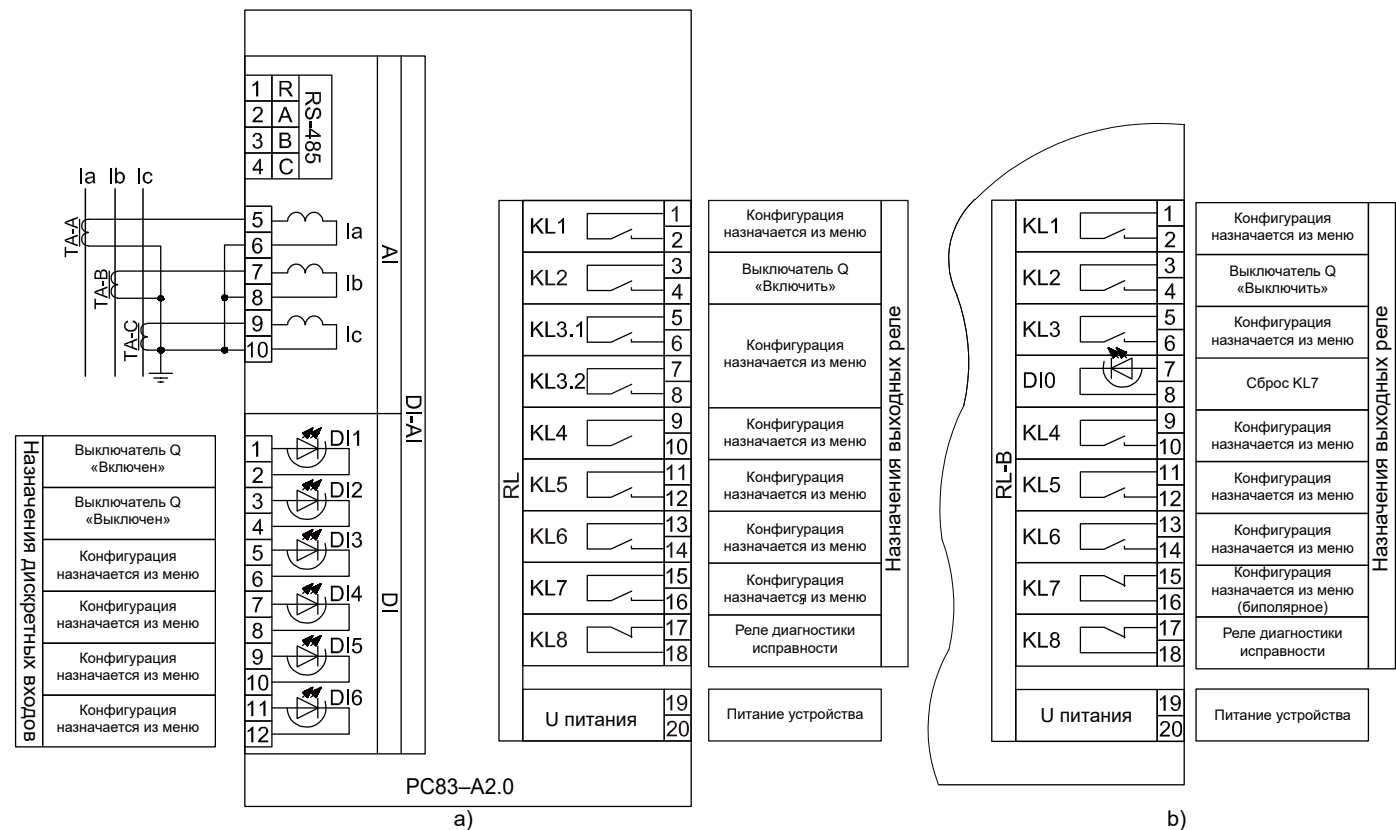 1 R
2 A
3 B
4 C
RS-485
Ia Ib Ic
TA-A
TA-B
TA-C
5
6
Ia
7
8
Ib
9
10
Ic
AI
DI-AI
Назначения дискретных входов
Выключатель Q
«Включен»
Выключатель Q
«Выключен»
Конфигурация
назначается из меню
Конфигурация
назначается из меню
Конфигурация
назначается из меню
Конфигурация
назначается из меню
1
2
DI1
3
4
DI2
5
6
DI3
7
8
DI4
9
10
DI5
11
12
DI6
DI
RL
KL1
1
2
KL2
3
4
KL3.1
5
6
KL3.2
7
8
KL4
9
10
KL5
11
12
KL6
13
14
KL7
15
16
KL8
17
18
U питания
19
20
Конфигурация
назначается из меню
Выключатель Q
«Включить»
Конфигурация
назначается из меню
Конфигурация
назначается из меню
Конфигурация
назначается из меню
Конфигурация
назначается из меню
Конфигурация
назначается из меню
Реле диагностики
исправности
Питание устройства
Назначения выходных реле
РС83–А2.0
a)
RL-B
KL1
1
2
KL2
3
4
KL3
5
6
DI0
7
8
KL4
9
10
KL5
11
12
KL6
13
14
KL7
15
16
KL8
17
18
U питания
19
20
Конфигурация
назначается из меню
Выключатель Q
«Выключить»
Конфигурация
назначается из меню
Сброс KL7
Конфигурация
назначается из меню
Конфигурация
назначается из меню
Конфигурация
назначается из меню
Конфигурация
назначается из меню
(биполярное)
Реле диагностики
исправности
Питание устройства
Назначения выходных реле
b)